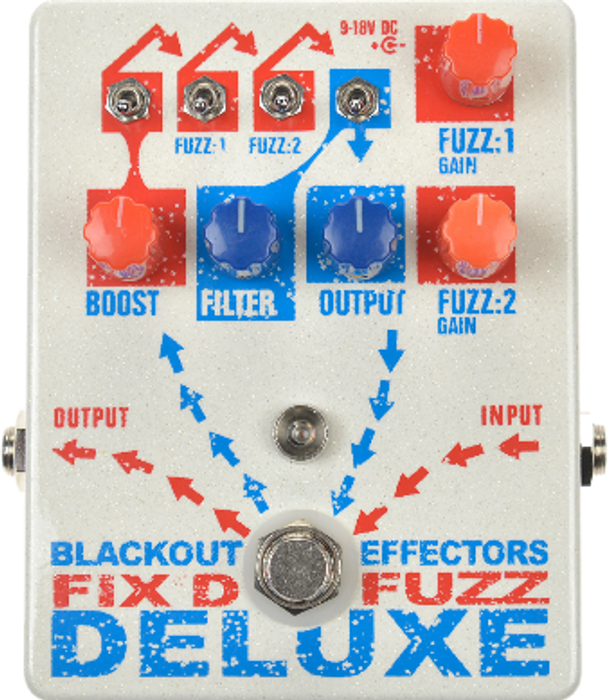 9-18V DC
FUZZ:1
FUZZ:2
FUZZ:1
GAIN
BOOST
FILTER
OUTPUT
FUZZ:2
GAIN
OUTPUT
INPUT
BLACKOUT EFFECTORS
FIX D FUZZ
DELUXE